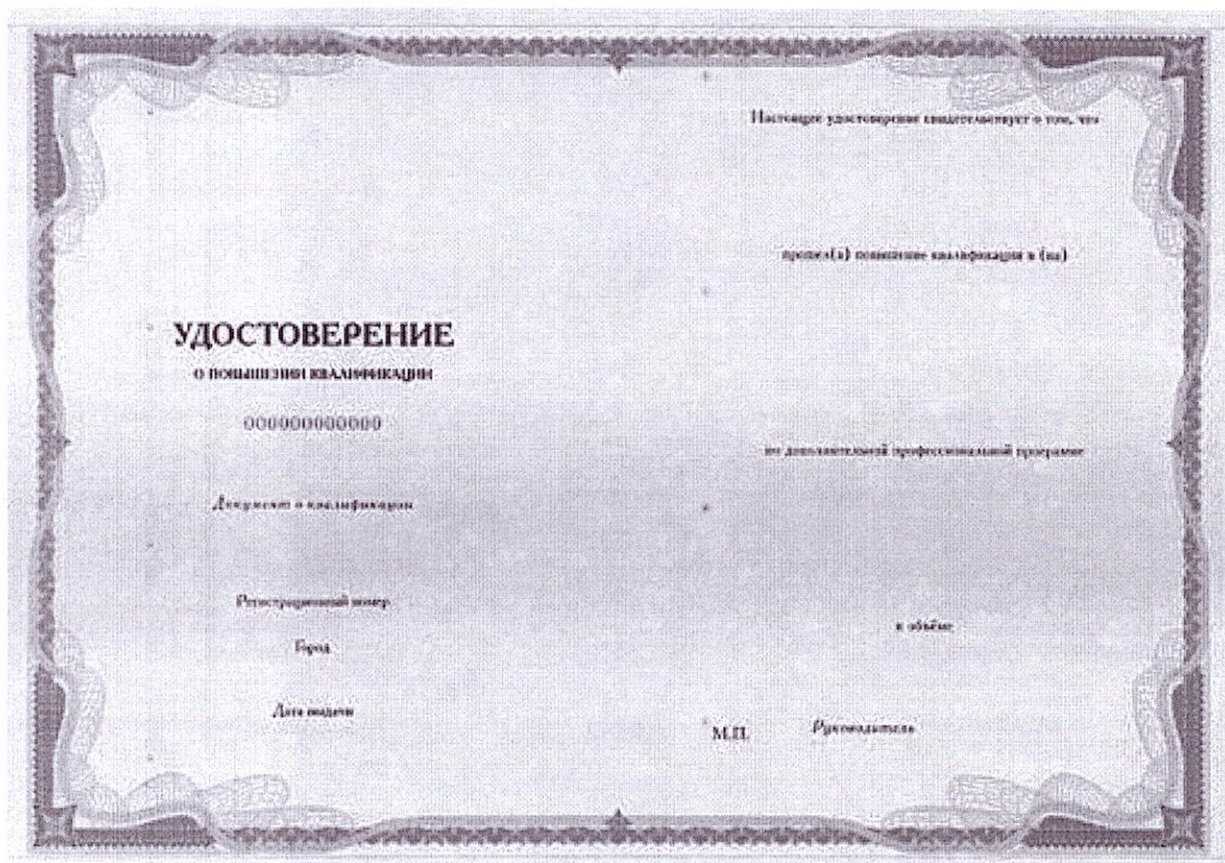 УДОСТОВЕРЕНИЕ
О ПОВЫШЕНИИ КВАЛИФИКАЦИИ
000000000000
Документ о квалификации
Регистрационный номер
Город
Дата выдачи
Настоящее удостоверение свидетельствует о том, что
прошел(а) повышение квалификации в (на)
по дополнительной профессиональной программе
в объёме
М.П.
Руководитель